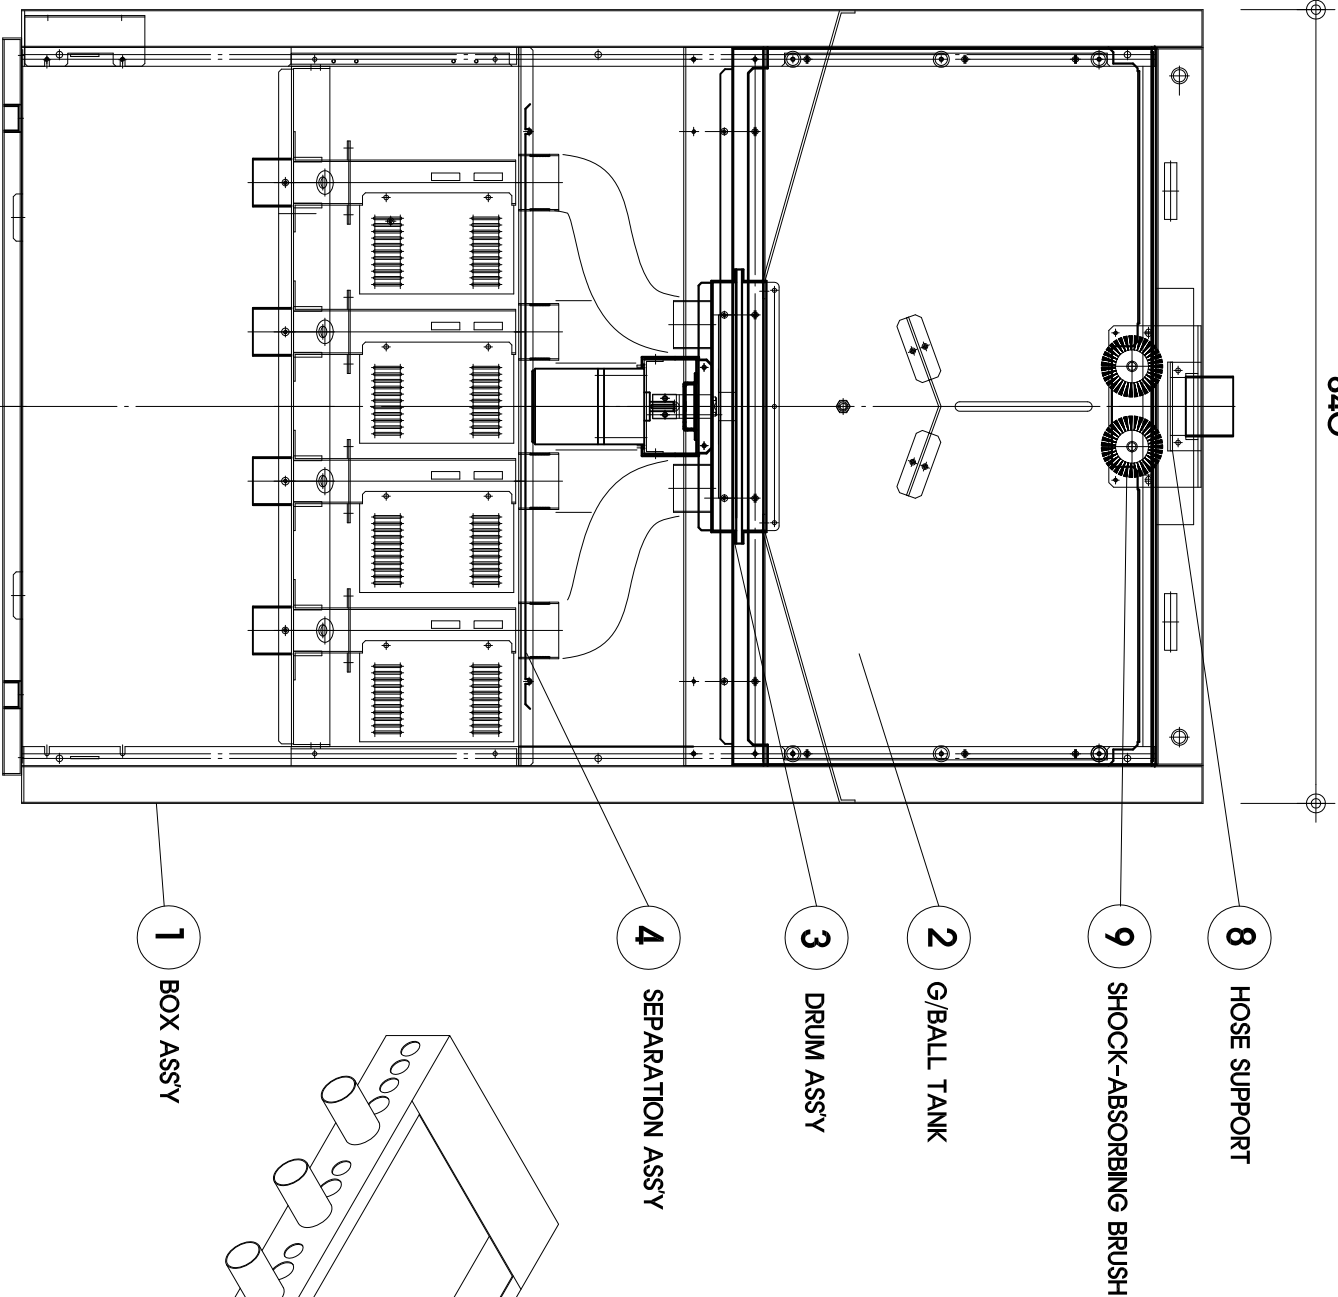 8 HOSE SUPPORT
9 SHOCK-ABSORBING BRUSH
2 G/BALL TANK
3 DRUM ASS'Y
4 SEPARATION ASS'Y
1 BOX ASS'Y